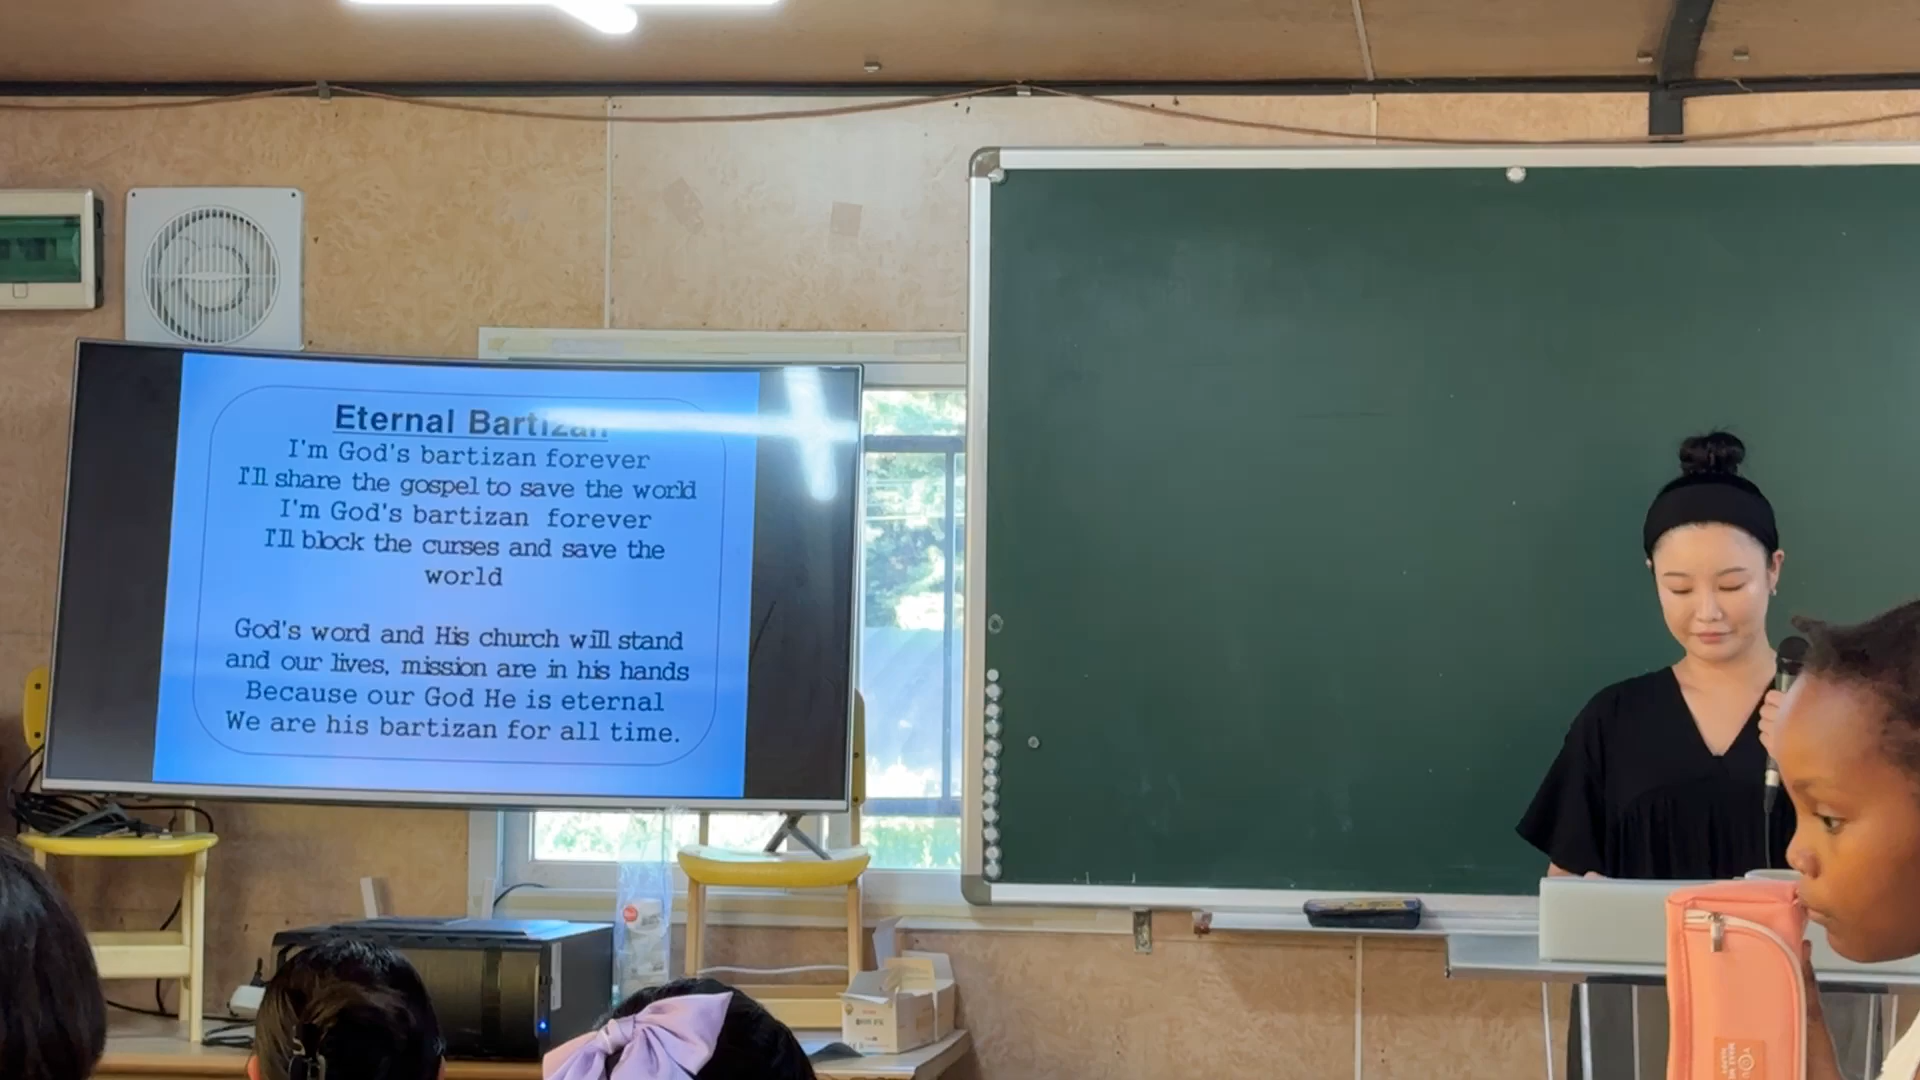 Eternal Bartizan
I'm God's bartizan forever
I'll share the gospel to save the world
I'm God's bartizan forever
I'll block the curses and save the
world
God's word and His church will stand
and our lives, mission are in his hands
Because our God He is eternal
We are his bartizan for all time.